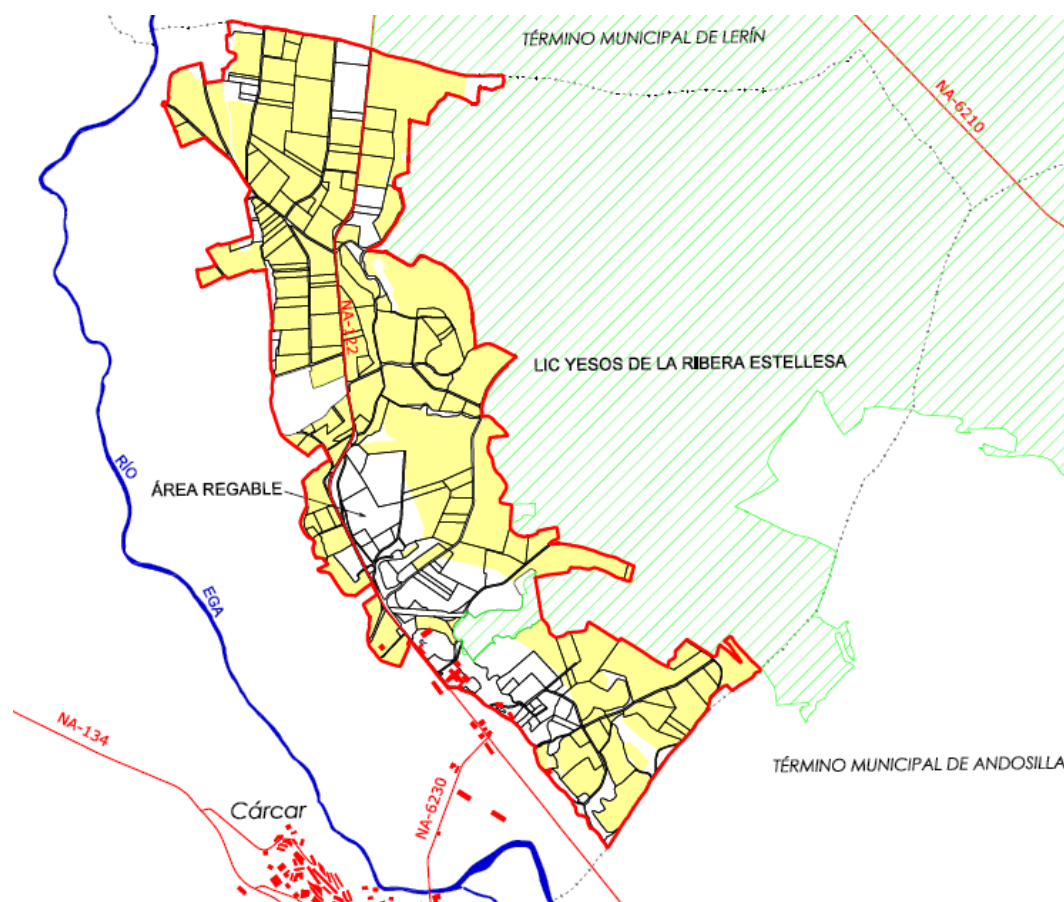 TÉRMINO MUNICIPAL DE LERÍN
NA-6210
NA-122
LIC YESOS DE LA RIBERA ESTELLESA
RÍO
ÁREA REGABLE
EGA
NA-134
TÉRMINO MUNICIPAL DE ANDOSILLA
NA-6230
Cárcar